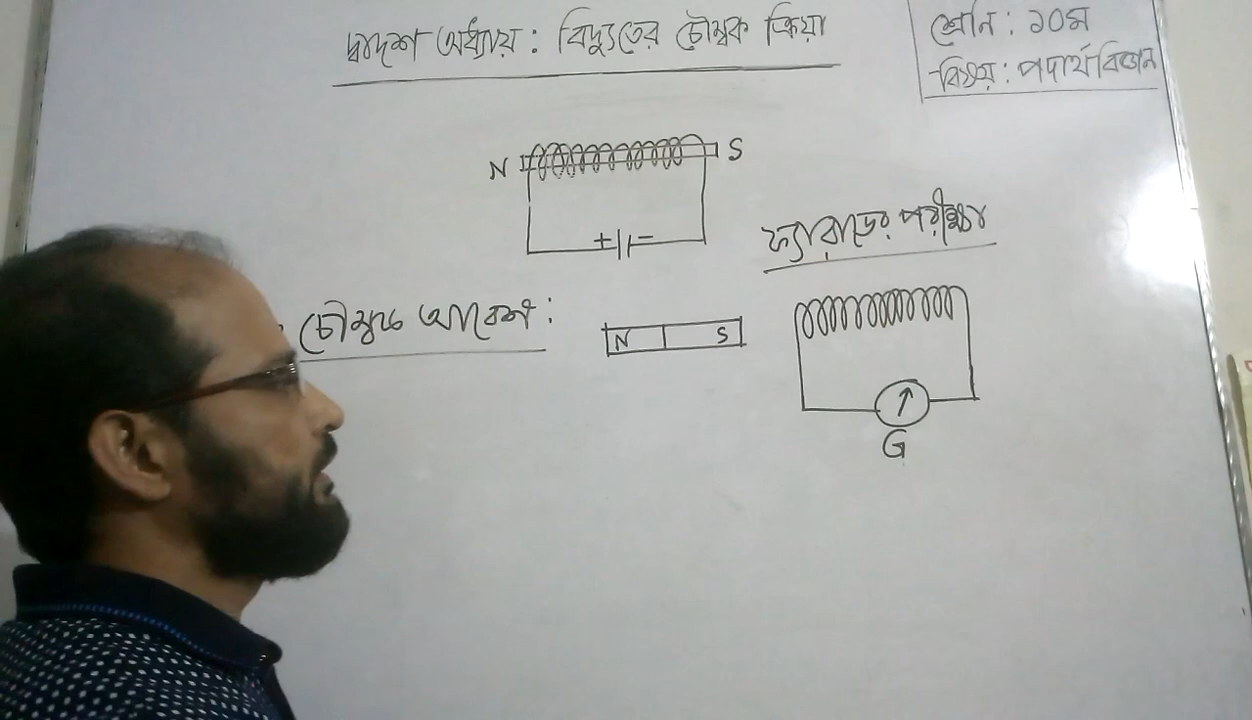 দ্বাদশ অধ্যায় : বিদ্যুতের চৌম্বক ক্রিয়া
শ্রেনি : ১০ম
বিষয় : পদার্থবিজ্ঞান
N S
+ -
ফ্যারাডের পরীক্ষা
চৌম্বক আবেশ :
N S
G